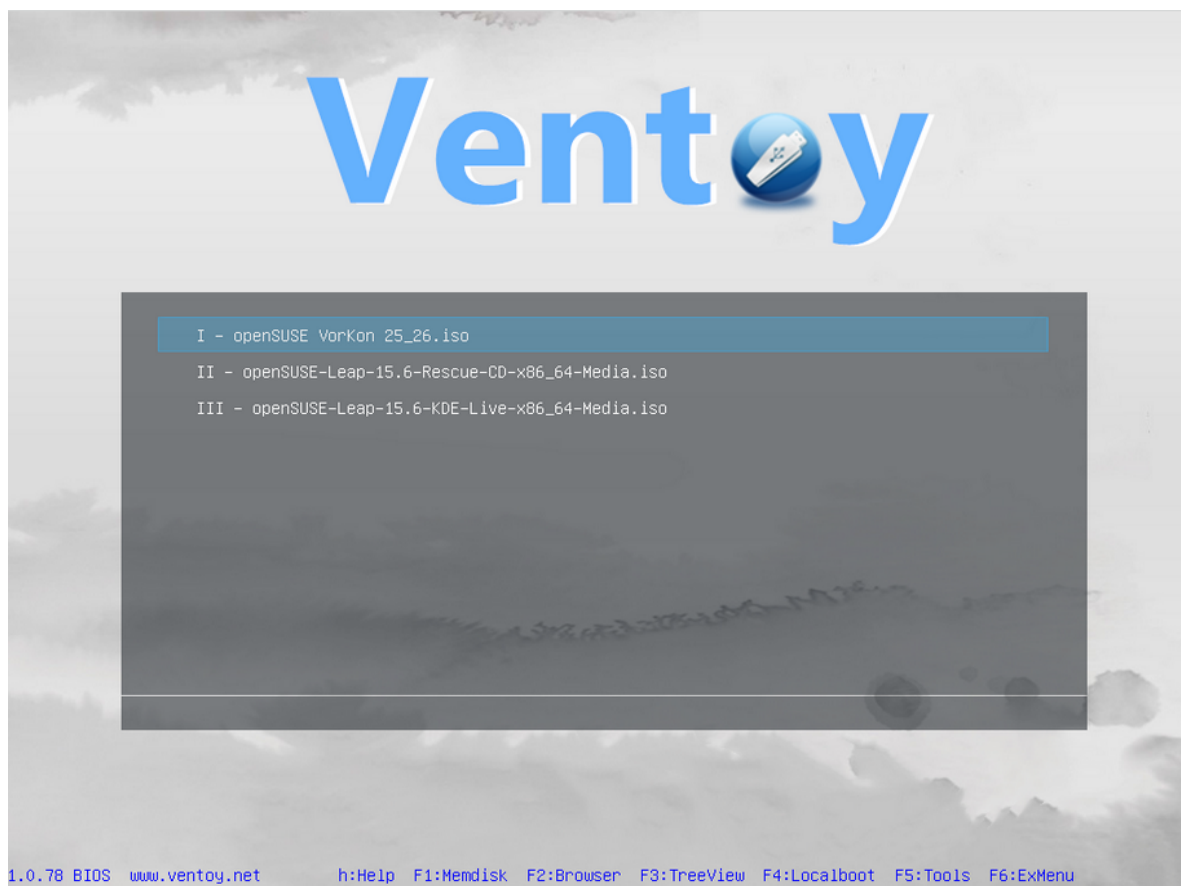 Ventoy
I - openSUSE VorKon 25_26.iso
II - openSUSE-Leap-15.6-Rescue-CD-x86_64-Media.iso
III - openSUSE-Leap-15.6-KDE-Live-x86_64-Media.iso
1.0.78 BIOS www.ventoy.net h:Help F1:Memdisk F2:Browser F3:TreeView F4:Localboot F5:Tools F6:ExMenu